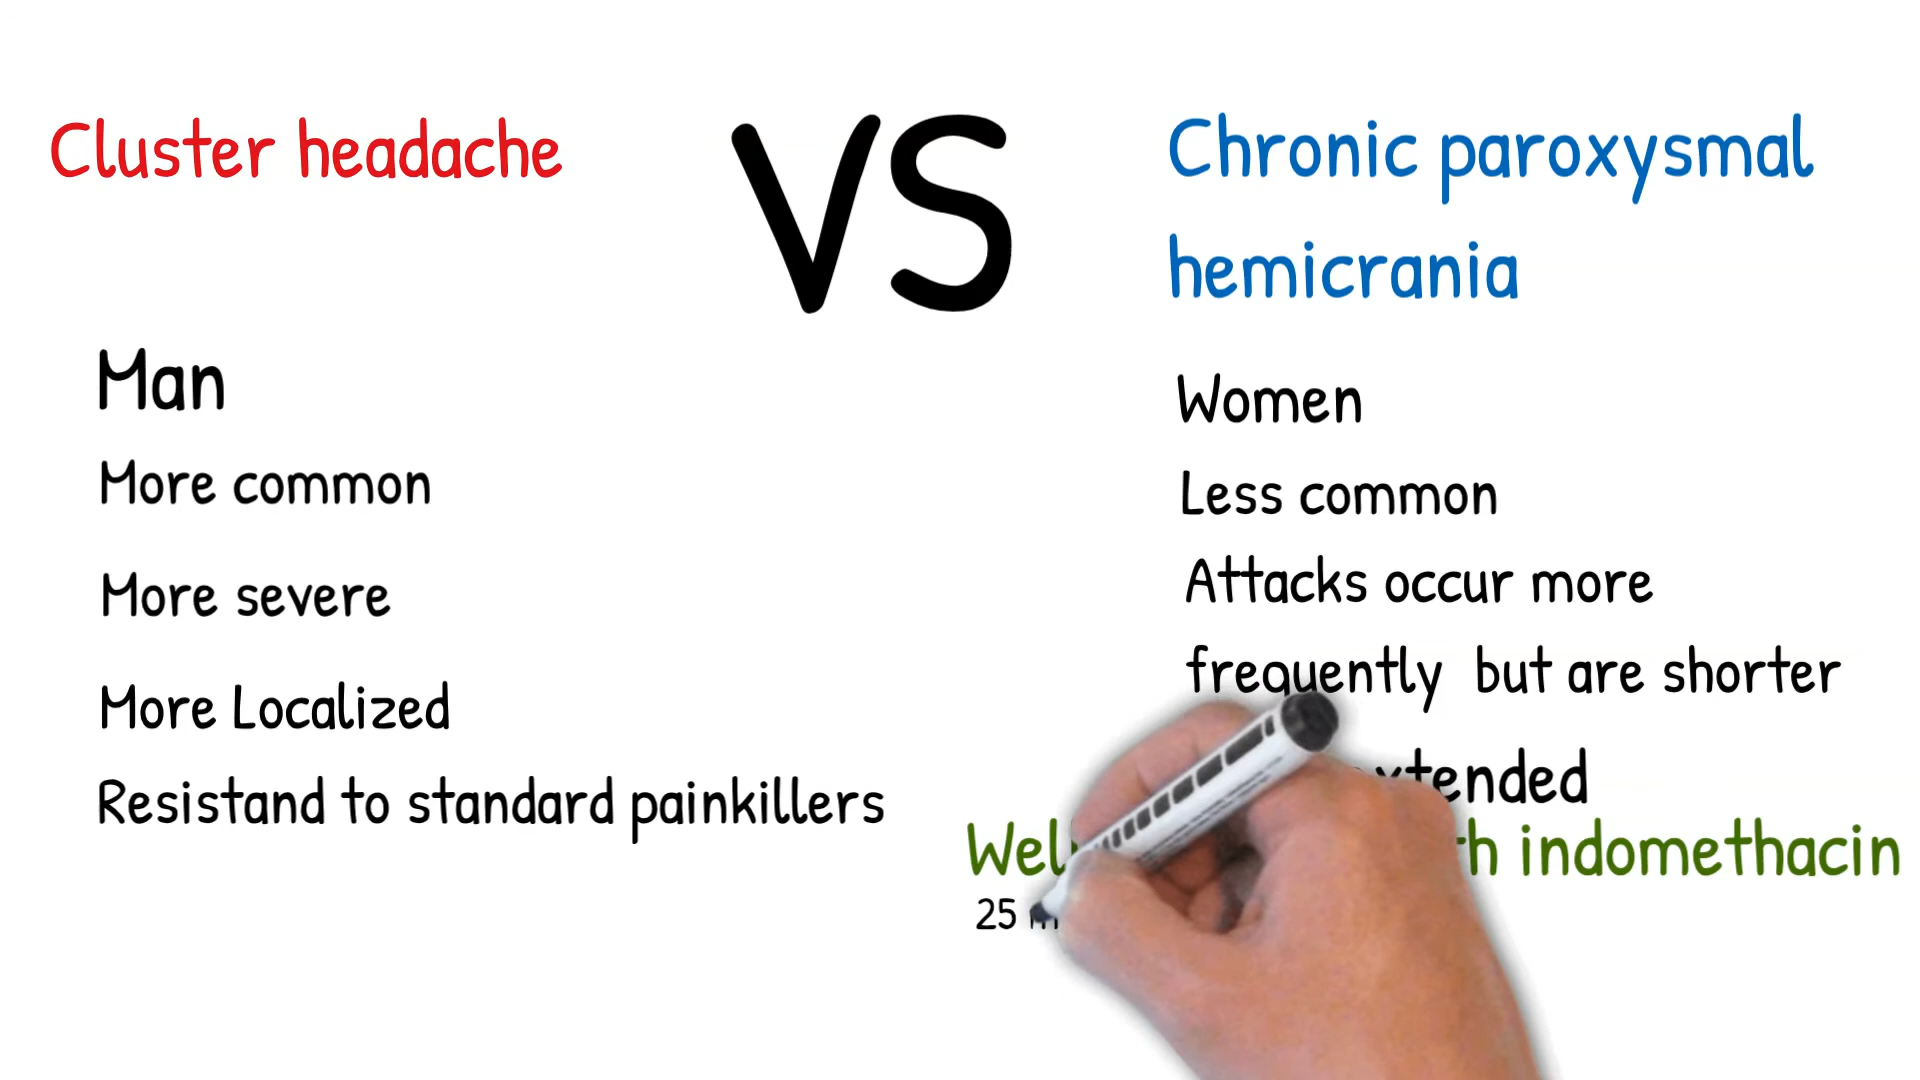 Cluster headache
VS
Chronic paroxysmal
hemicrania
Man
More common
More severe
More Localized
Resistand to standard painkillers
Women
Less common
Attacks occur more
frequently but are shorter
indomethacin
25